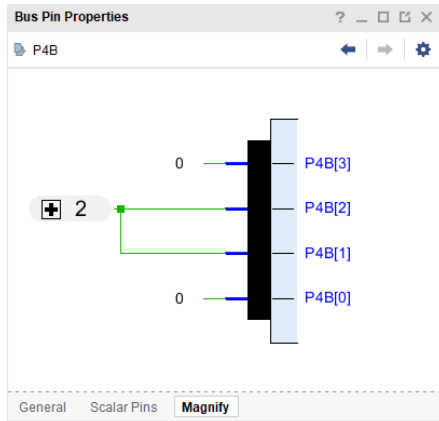 Bus Pin Properties
P4B
0 P4B[3]
2 P4B[2]
P4B[1]
0 P4B[0]
General Scalar Pins Magnify